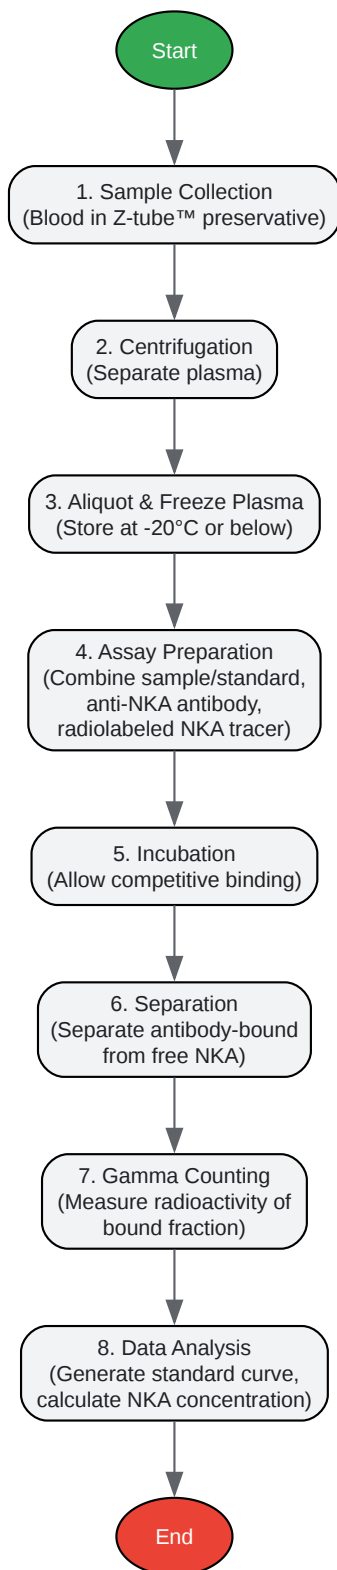 Start
1. Sample Collection
(Blood in Z-tube™ preservative)
2. Centrifugation
(Separate plasma)
3. Aliquot & Freeze Plasma
(Store at -20°C or below)
4. Assay Preparation
(Combine sample/standard,
anti-NKA antibody,
radiolabeled NKA tracer)
5. Incubation
(Allow competitive binding)
6. Separation
(Separate antibody-bound
from free NKA)
7. Gamma Counting
(Measure radioactivity of
bound fraction)
8. Data Analysis
(Generate standard curve,
calculate NKA concentration)
End